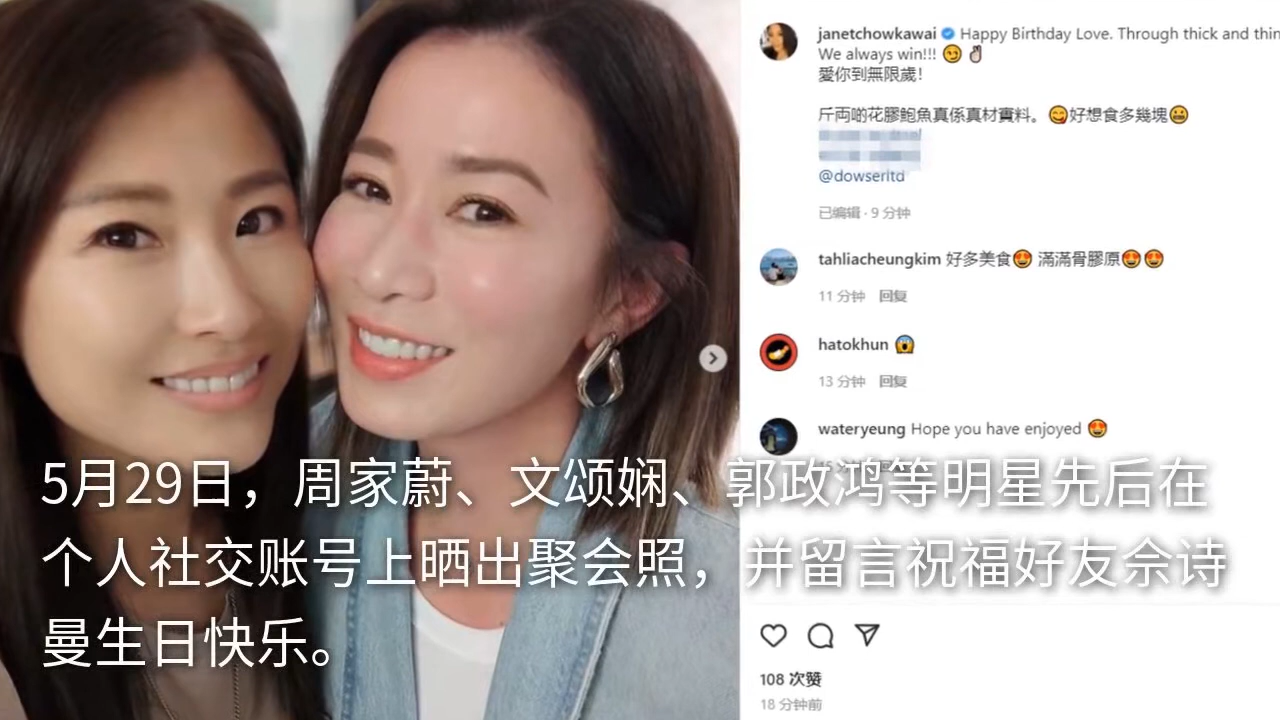 janetchowkawai Happy Birthday Love. Through thick and thin
We always win!!! 😏✌🏻
愛你到無限歲!
斤両啲花膠鮑魚真係真材實料。😋好想食多幾塊😬
@dowserltd
已编辑 · 9 分钟
tahliacheungkim 好多美食😍 滿滿骨膠原😍😍
11 分钟 回复
hatokhun 😱
13 分钟 回复
wateryeung Hope you have enjoyed 😍
5月29日，周家蔚、文颂娴、郭政鸿等明星先后在
个人社交账号上晒出聚会照，并留言祝福好友佘诗
曼生日快乐。
108 次赞
18 分钟前